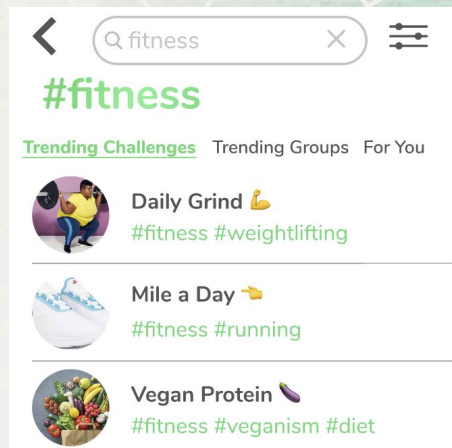 fitness
#fitness
Trending Challenges Trending Groups For You
Daily Grind 💪
#fitness #weightlifting
Mile a Day 👈
#fitness #running
Vegan Protein 🍆
#fitness #veganism #diet